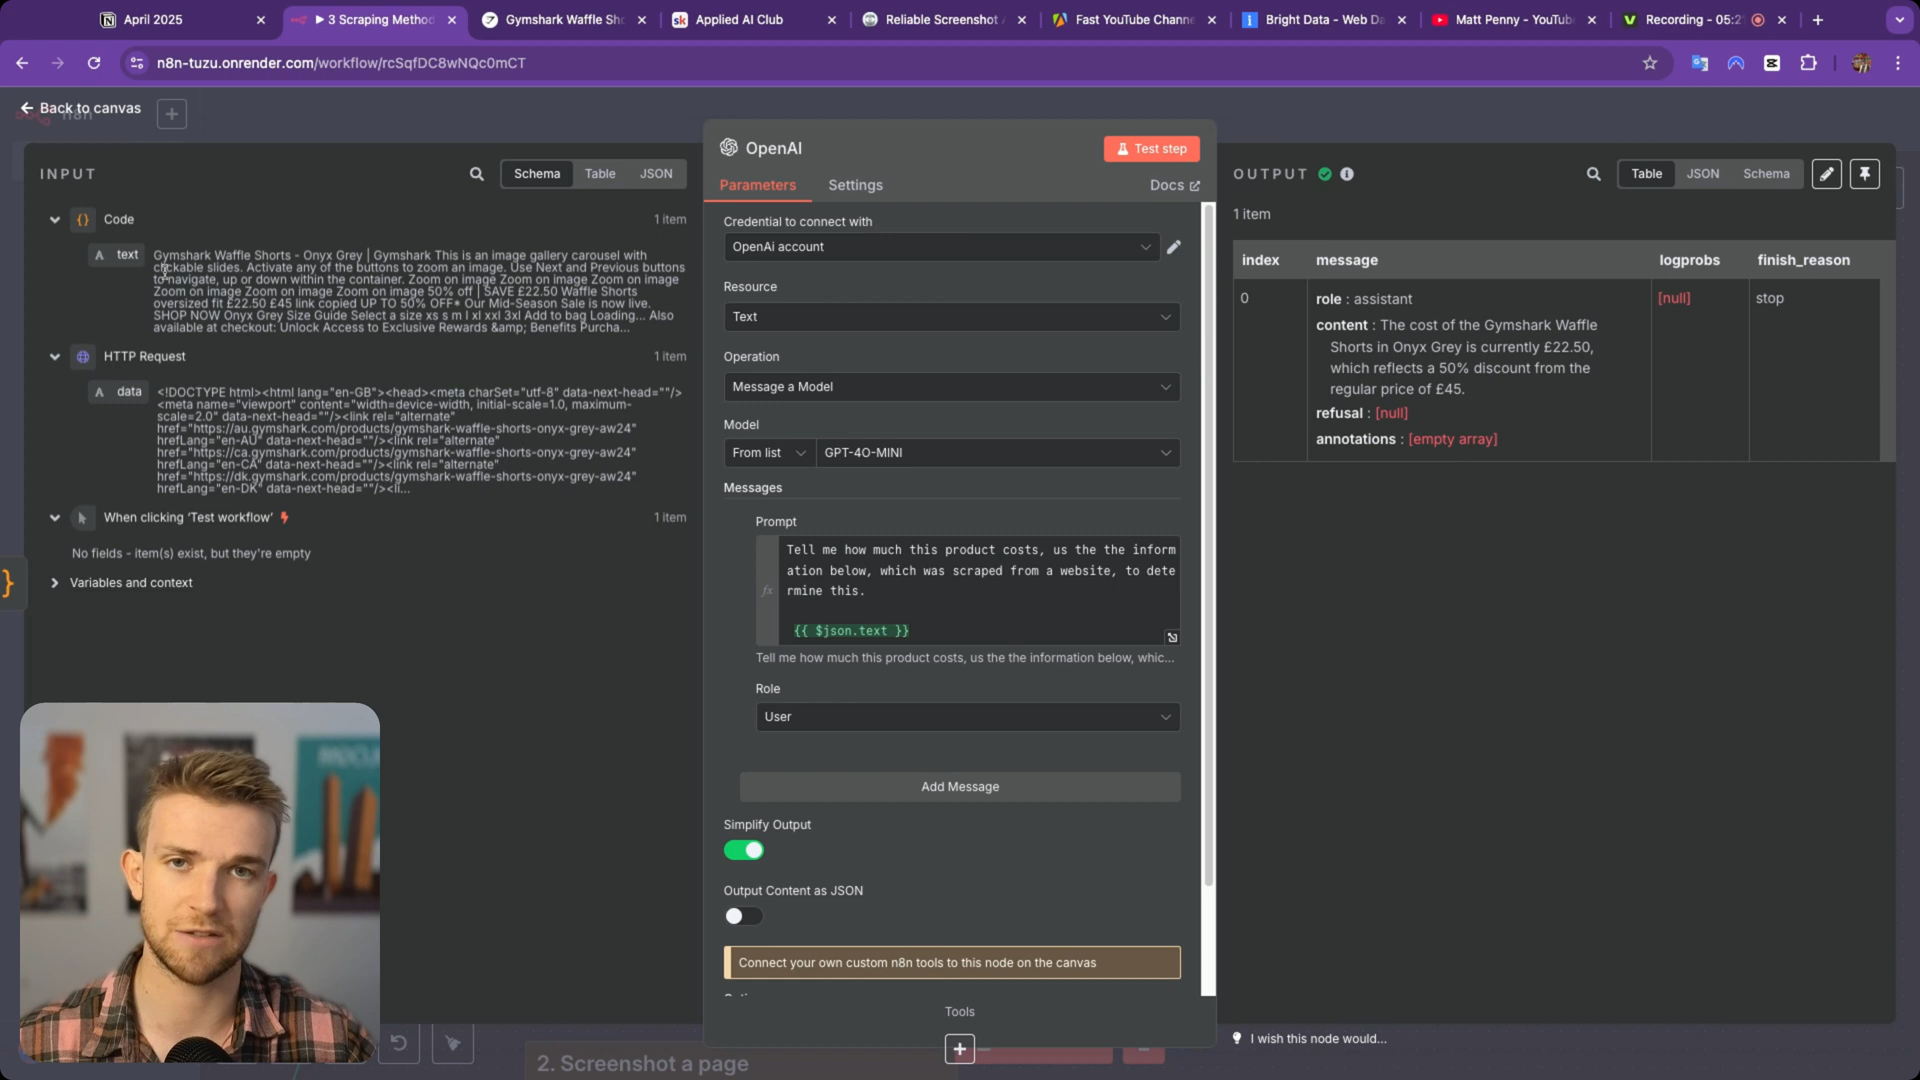 April 2025
3 Scraping Metho
Gymshark Waffle Sh
Applied AI Club
Reliable Screenshot
Fast YouTube Chann
Bright Data - Web Da
Matt Penny - YouTub
Recording - 05:2
n8n-tuzu.onrender.com/workflow/rcSqfDC8wNQc0mCT
Back to canvas
n8n
INPUT
Schema
Table
JSON
Code
1 item
A text
Gymshark Waffle Shorts - Onyx Grey | Gymshark This is an image gallery carousel with
clickable slides. Activate any of the buttons to zoom an image. Use Next and Previous buttons
to navigate, up or down within the container. Zoom on image Zoom on image Zoom on image
Zoom on image Zoom on image Zoom on image 50% off | SAVE £22.50 Waffle Shorts
oversized fit £22.50 £45 link copied UP TO 50% OFF* Our Mid-Season Sale is now live.
SHOP NOW Onyx Grey Size Guide Select a size xs s m l xl xxl 3xl Add to bag Loading... Also
available at checkout: Unlock Access to Exclusive Rewards &amp; Benefits Purcha...
HTTP Request
1 item
A data
<!DOCTYPE html><html lang="en-GB"><head><meta charSet="utf-8" data-next-head=""/>
<meta name="viewport" content="width=device-width, initial-scale=1.0, maximum-
scale=2.0" data-next-head=""/><link rel="alternate"
href="https://au.gymshark.com/products/gymshark-waffle-shorts-onyx-grey-aw24"
hrefLang="en-AU" data-next-head=""/><link rel="alternate"
href="https://ca.gymshark.com/products/gymshark-waffle-shorts-onyx-grey-aw24"
hrefLang="en-CA" data-next-head=""/><link rel="alternate"
href="https://dk.gymshark.com/products/gymshark-waffle-shorts-onyx-grey-aw24"
hrefLang="en-DK" data-next-head=""/><li...
When clicking ‘Test workflow’
1 item
No fields - item(s) exist, but they're empty
Variables and context
OpenAI
Test step
Parameters
Settings
Docs
Credential to connect with
OpenAi account
Resource
Text
Operation
Message a Model
Model
From list
GPT-4O-MINI
Messages
Prompt
fx
Tell me how much this product costs, us the the inform
ation below, which was scraped from a website, to dete
rmine this.
{{ $json.text }}
Tell me how much this product costs, us the the information below, whic...
Role
User
Add Message
Simplify Output
Output Content as JSON
Connect your own custom n8n tools to this node on the canvas
Tools
OUTPUT
Table
JSON
Schema
1 item
index
message
logprobs
finish_reason
0
role : assistant
[null]
stop
content : The cost of the Gymshark Waffle
Shorts in Onyx Grey is currently £22.50,
which reflects a 50% discount from the
regular price of £45.
refusal : [null]
annotations : [empty array]
I wish this node would...
2. Screenshot a page